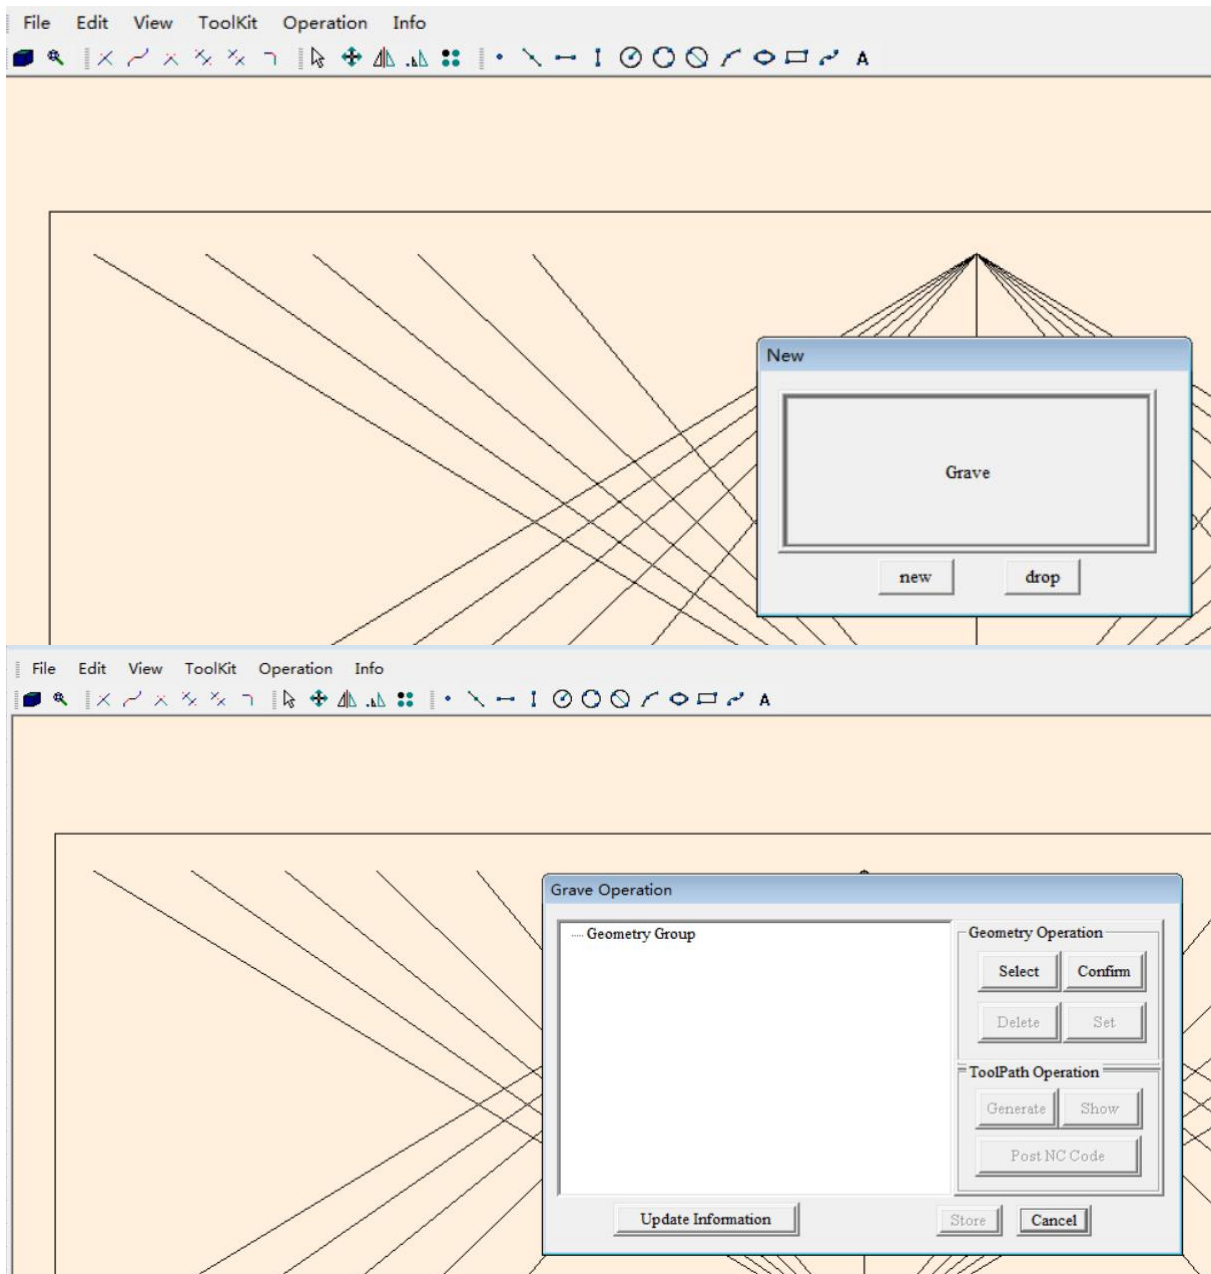 File Edit View ToolKit Operation Info
A
New
Grave
new drop
File Edit View ToolKit Operation Info
A
Grave Operation
Geometry Group
Geometry Operation
Select Confirm
Delete Set
ToolPath Operation
Generate Show
Post NC Code
Update Information Store Cancel